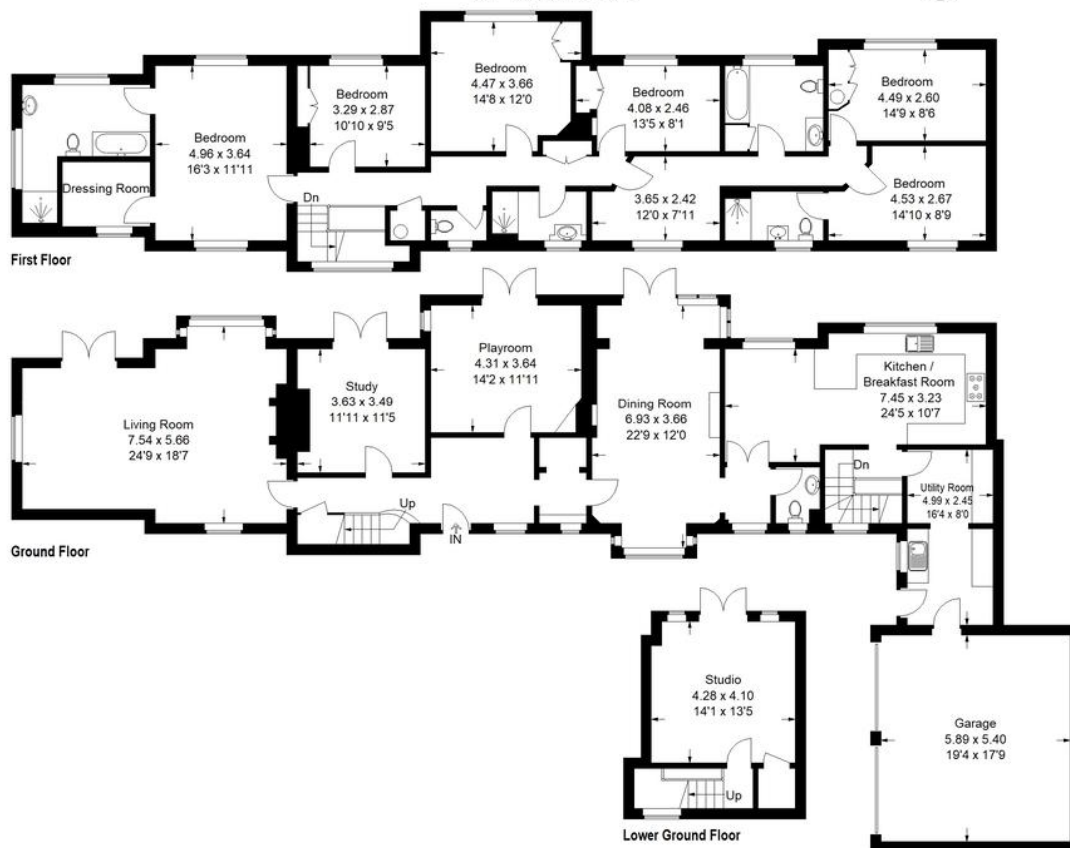 Bedroom
4.96 x 3.64
16'3 x 11'11
Dressing Room
Bedroom
3.29 x 2.87
10'10 x 9'5
Dn
Bedroom
4.47 x 3.66
14'8 x 12'0
Bedroom
4.08 x 2.46
13'5 x 8'1
3.65 x 2.42
12'0 x 7'11
Bedroom
4.49 x 2.60
14'9 x 8'6
Bedroom
4.53 x 2.67
14'10 x 8'9
First Floor
Living Room
7.54 x 5.66
24'9 x 18'7
Study
3.63 x 3.49
11'11 x 11'5
Up
IN
Playroom
4.31 x 3.64
14'2 x 11'11
Dining Room
6.93 x 3.66
22'9 x 12'0
Kitchen /
Breakfast Room
7.45 x 3.23
24'5 x 10'7
Dn
Utility Room
4.99 x 2.45
16'4 x 8'0
Ground Floor
Studio
4.28 x 4.10
14'1 x 13'5
Up
Lower Ground Floor
Garage
5.89 x 5.40
19'4 x 17'9